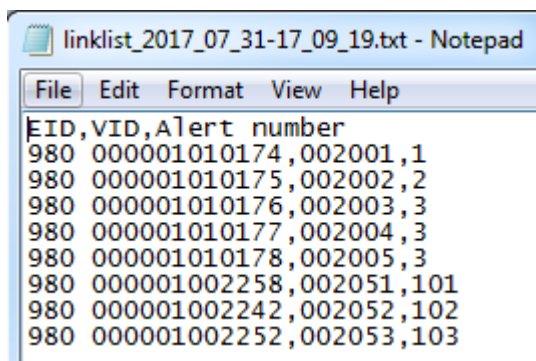 linklist_2017_07_31-17_09_19.txt - Notepad
File Edit Format View Help
EID,VID,Alert number
980 000001010174,002001,1
980 000001010175,002002,2
980 000001010176,002003,3
980 000001010177,002004,3
980 000001010178,002005,3
980 000001002258,002051,101
980 000001002242,002052,102
980 000001002252,002053,103